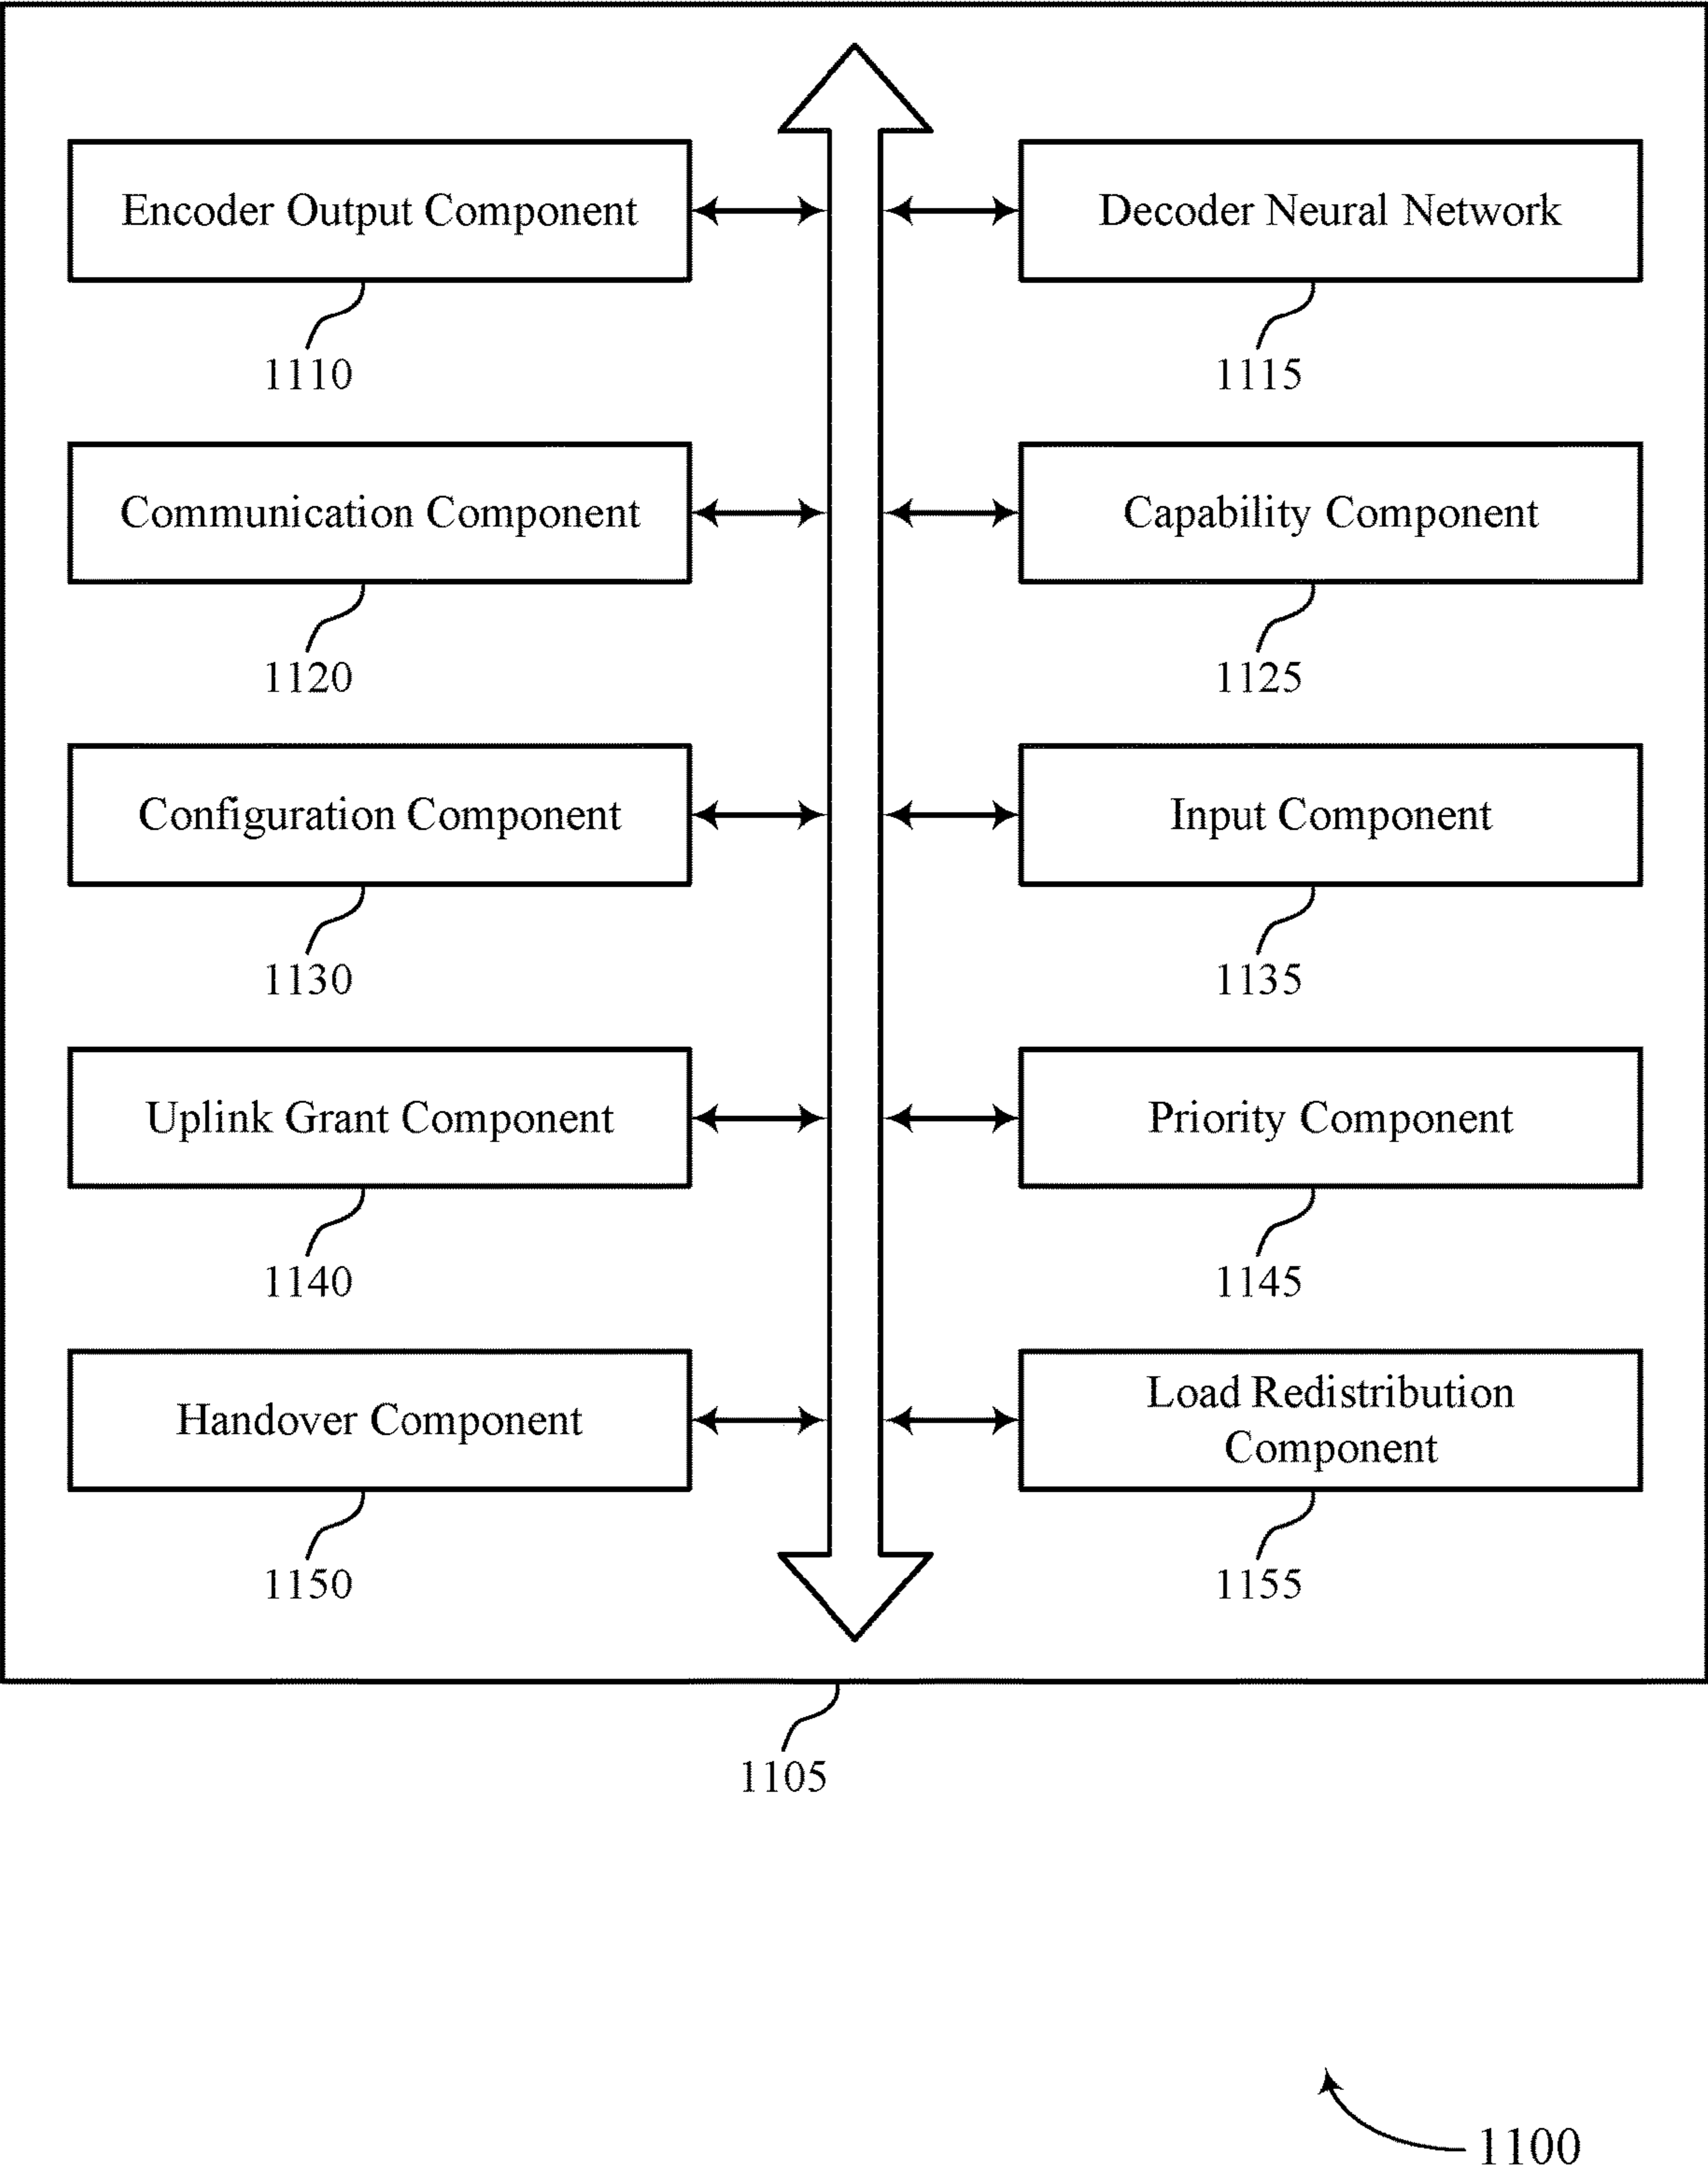 Encoder Output Component
Decoder Neural Network
1110
1115
Communication Component
Capability Component
1120
1125
Configuration Component
Input Component
1130
1135
Uplink Grant Component
Priority Component
1140
1145
Handover Component
Load Redistribution
Component
1150
1155
1105
1100